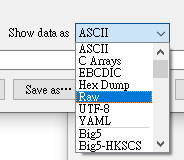 Show data as ASCII
ASCII
C Arrays
EBCDIC
Hex Dump
Raw
UTF-8
YAML
Big5
Big5-HKSCS
Save as…